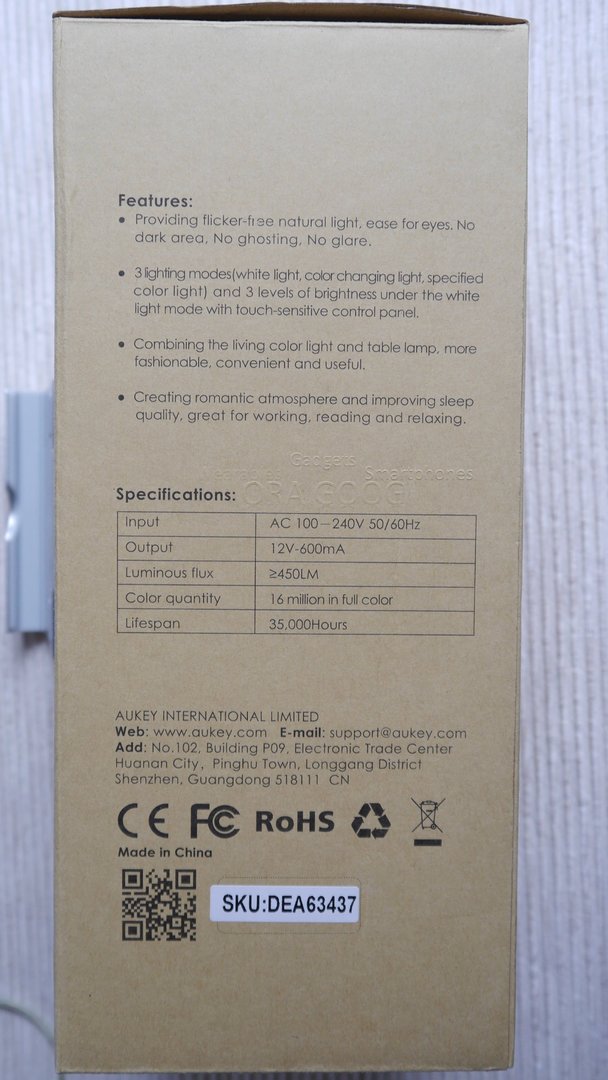 Features:
• Providing flicker-free natural light, ease for eyes. No
dark area, No ghosting, No glare.
• 3 lighting modes(white light, color changing light, specified
color light) and 3 levels of brightness under the white
light mode with touch-sensitive control panel.
• Combining the living color light and table lamp, more
fashionable, convenient and useful.
• Creating romantic atmosphere and improving sleep
quality, great for working, reading and relaxing.
Gadgets
Smartphones
Specifications:
Input AC 100-240V 50/60Hz
Output 12V-600mA
Luminous flux ≥450LM
Color quantity 16 million in full color
Lifespan 35,000Hours
AUKEY INTERNATIONAL LIMITED
Web: www.aukey.com E-mail: support@aukey.com
Add: No.102, Building P09, Electronic Trade Center
Huanan City, Pinghu Town, Longgang District
Shenzhen, Guangdong 518111 CN
CE FC RoHS
Made in China
SKU:DEA63437